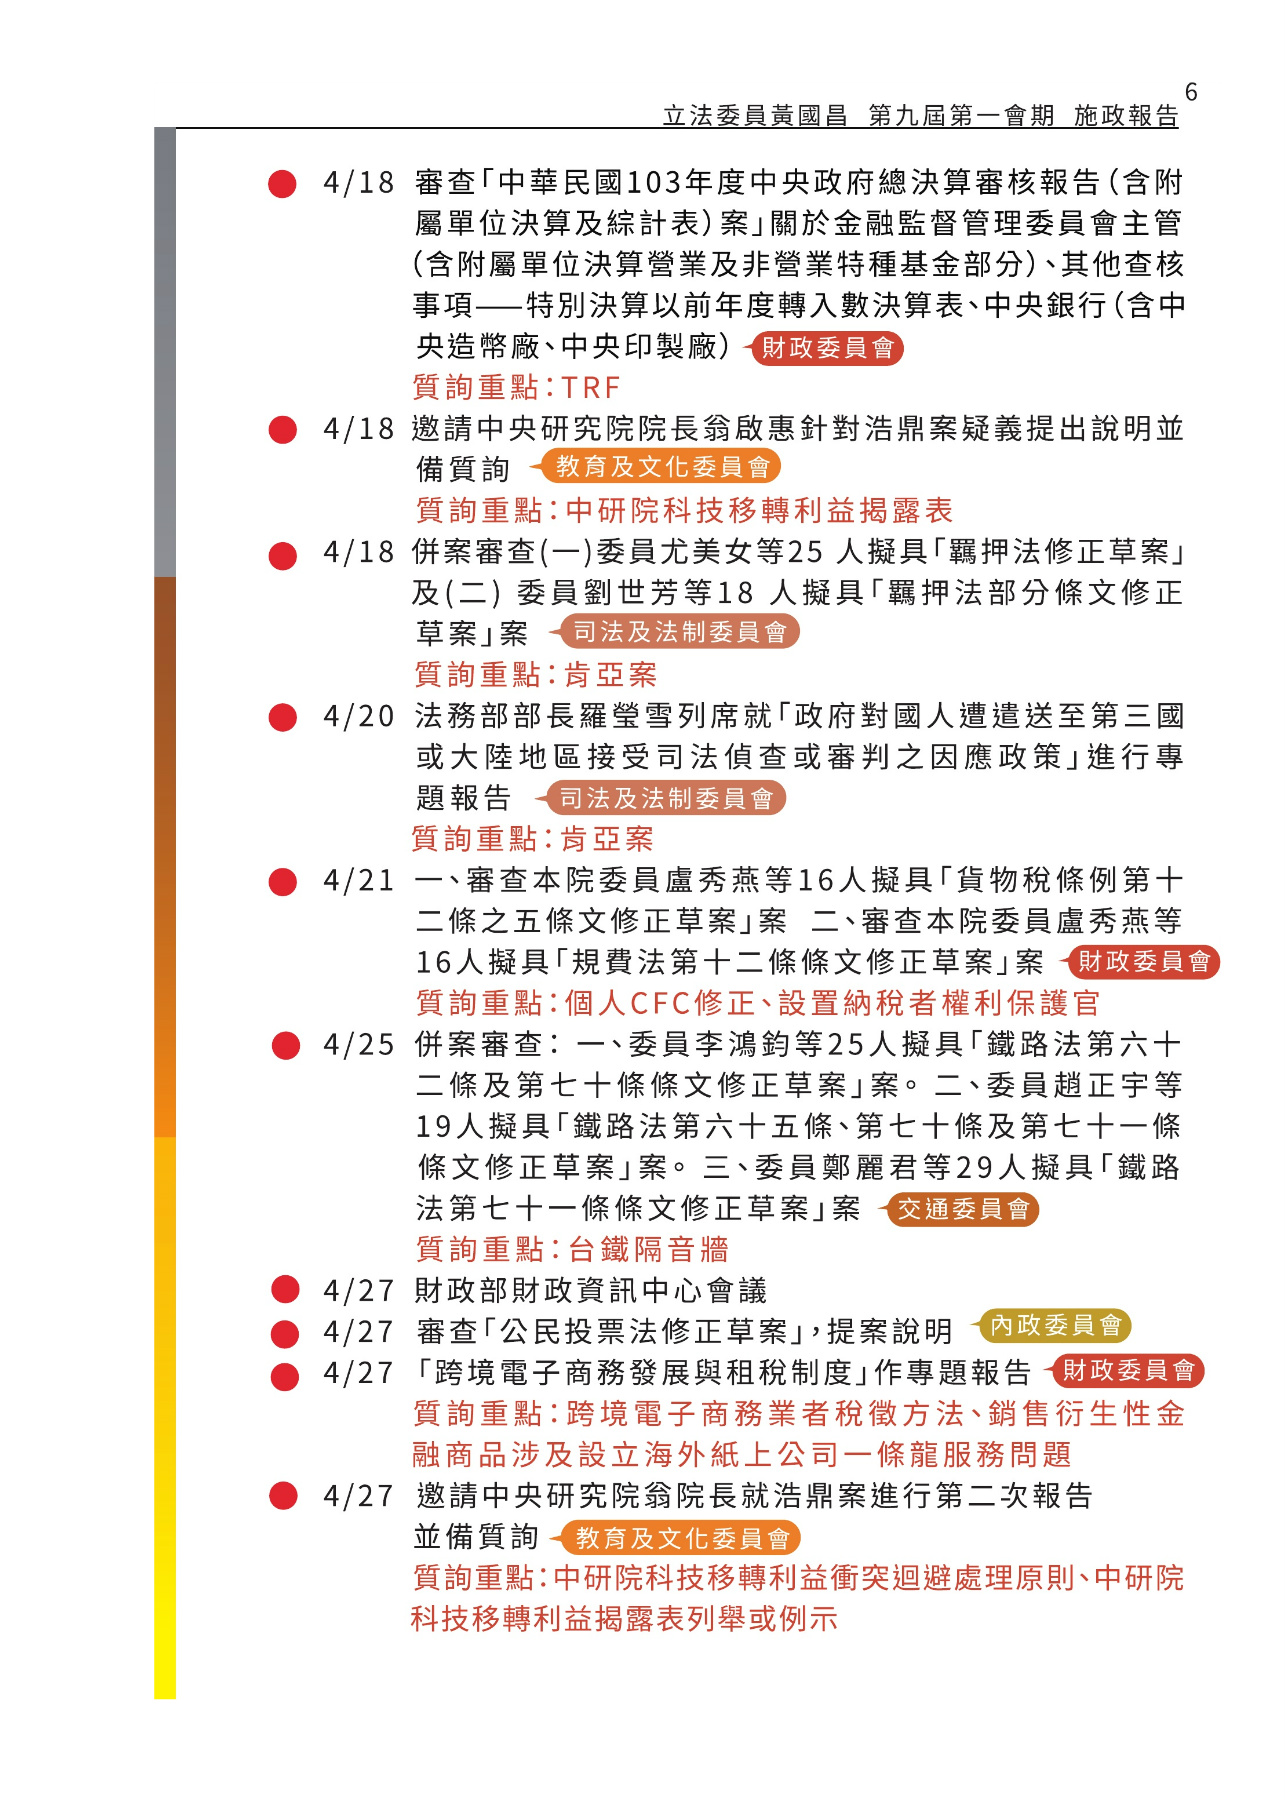 6
立法委員黃國昌 第九屆第一會期 施政報告
4/18 審查「中華民國103年度中央政府總決算審核報告（含附
屬單位決算及綜計表）案」關於金融監督管理委員會主管
（含附屬單位決算營業及非營業特種基金部分）、其他查核
事項——特別決算以前年度轉入數決算表、中央銀行（含中
央造幣廠、中央印製廠） 財政委員會
質詢重點：TRF
4/18 邀請中央研究院院長翁啟惠針對浩鼎案疑義提出說明並
備質詢 教育及文化委員會
質詢重點：中研院科技移轉利益揭露表
4/18 併案審查(一)委員尤美女等25 人擬具「羈押法修正草案」
及(二) 委員劉世芳等18 人擬具「羈押法部分條文修正
草案」案 司法及法制委員會
質詢重點：肯亞案
4/20 法務部部長羅瑩雪列席就「政府對國人遭遣送至第三國
或大陸地區接受司法偵查或審判之因應政策」進行專
題報告 司法及法制委員會
質詢重點：肯亞案
4/21 一、審查本院委員盧秀燕等16人擬具「貨物稅條例第十
二條之五條文修正草案」案 二、審查本院委員盧秀燕等
16人擬具「規費法第十二條條文修正草案」案 財政委員會
質詢重點：個人CFC修正、設置納稅者權利保護官
4/25 併案審查： 一、委員李鴻鈞等25人擬具「鐵路法第六十
二條及第七十條條文修正草案」案。 二、委員趙正宇等
19人擬具「鐵路法第六十五條、第七十條及第七十一條
條文修正草案」案。 三、委員鄭麗君等29人擬具「鐵路
法第七十一條條文修正草案」案 交通委員會
質詢重點：台鐵隔音牆
4/27 財政部財政資訊中心會議
4/27 審查「公民投票法修正草案」，提案說明 內政委員會
4/27 「跨境電子商務發展與租稅制度」作專題報告 財政委員會
質詢重點：跨境電子商務業者稅徵方法、銷售衍生性金
融商品涉及設立海外紙上公司一條龍服務問題
4/27 邀請中央研究院翁院長就浩鼎案進行第二次報告
並備質詢 教育及文化委員會
質詢重點：中研院科技移轉利益衝突迴避處理原則、中研院
科技移轉利益揭露表列舉或例示